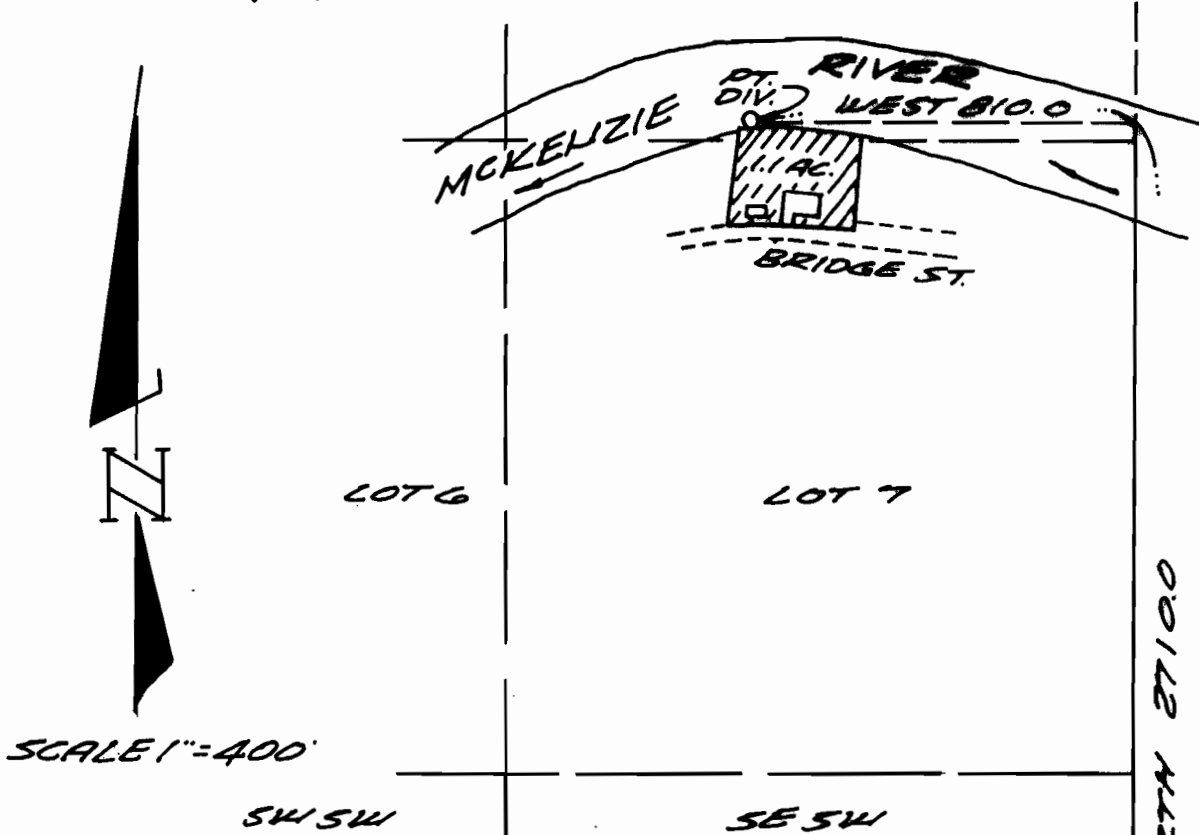 RIVER
PT.
DIV.
WEST 810.0
MCKENZIE
1.1 AC.
BRIDGE ST.
N
LOT 6
LOT 7
2710.0
SCALE 1"=400'
SW SW
SE SW